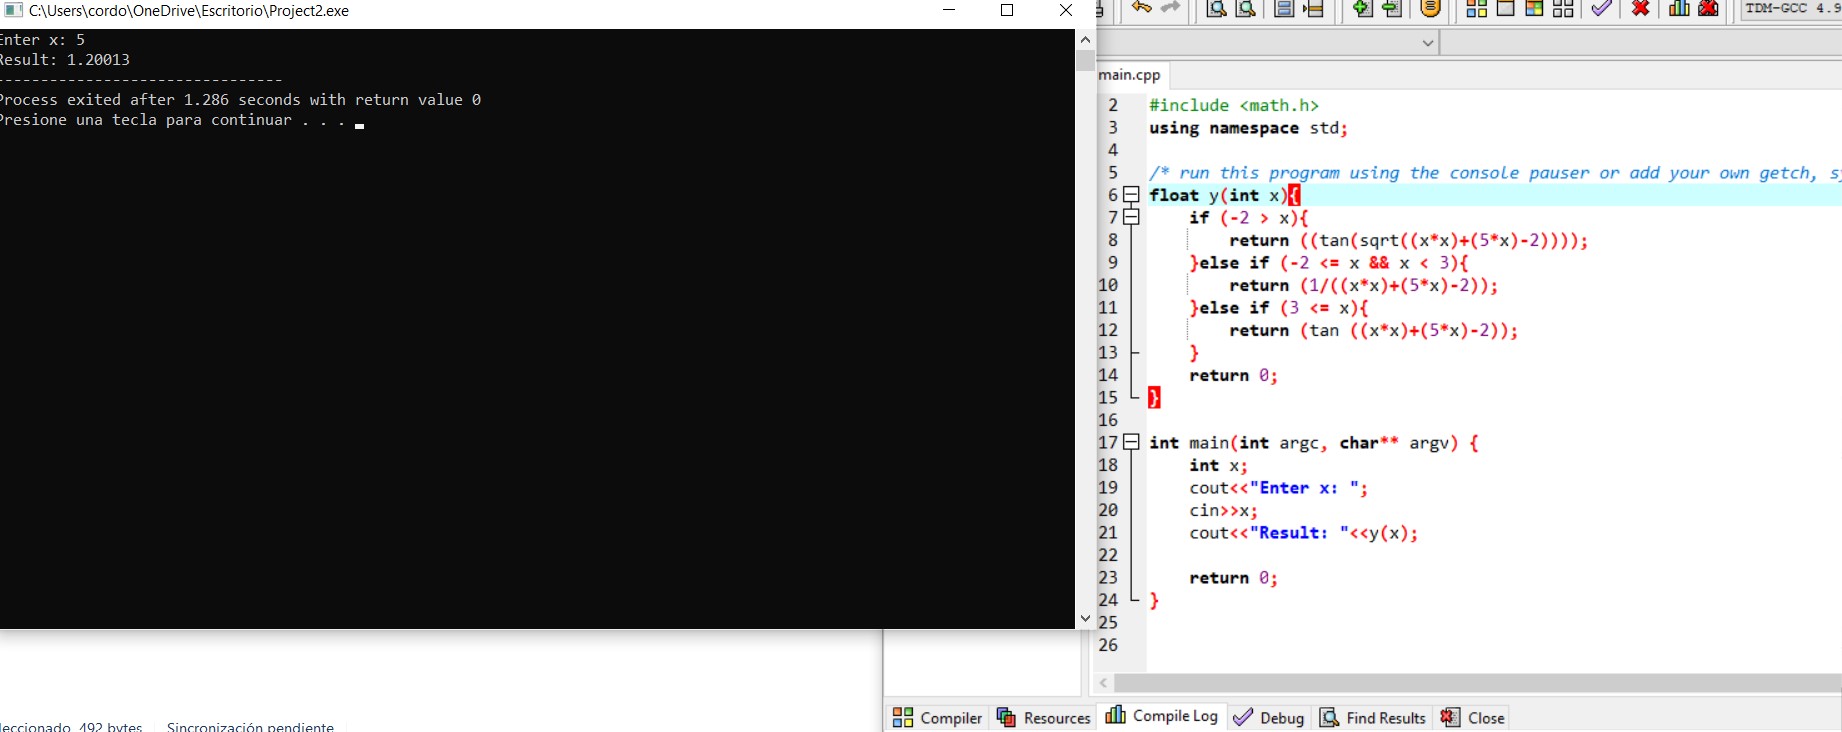 C:\Users\cordo\OneDrive\Escritorio\Project2.exe
Enter x: 5
Result: 1.20013
--------------------------------
Process exited after 1.286 seconds with return value 0
Presione una tecla para continuar . . .
492 bytes
Sincronización pendiente
TDM-GCC 4.9
main.cpp
2 #include <math.h>
3 using namespace std;
4
5 /* run this program using the console pauser or add your own getch, sy
6 float y(int x){
7 if (-2 > x){
8 return ((tan(sqrt((x*x)+(5*x)-2))));
9 }else if (-2 <= x && x < 3){
10 return (1/((x*x)+(5*x)-2));
11 }else if (3 <= x){
12 return (tan ((x*x)+(5*x)-2));
13 }
14 return 0;
15 }
16
17 int main(int argc, char** argv) {
18 int x;
19 cout<<"Enter x: ";
20 cin>>x;
21 cout<<"Result: "<<y(x);
22
23 return 0;
24 }
25
26
Compiler Resources Compile Log Debug Find Results Close